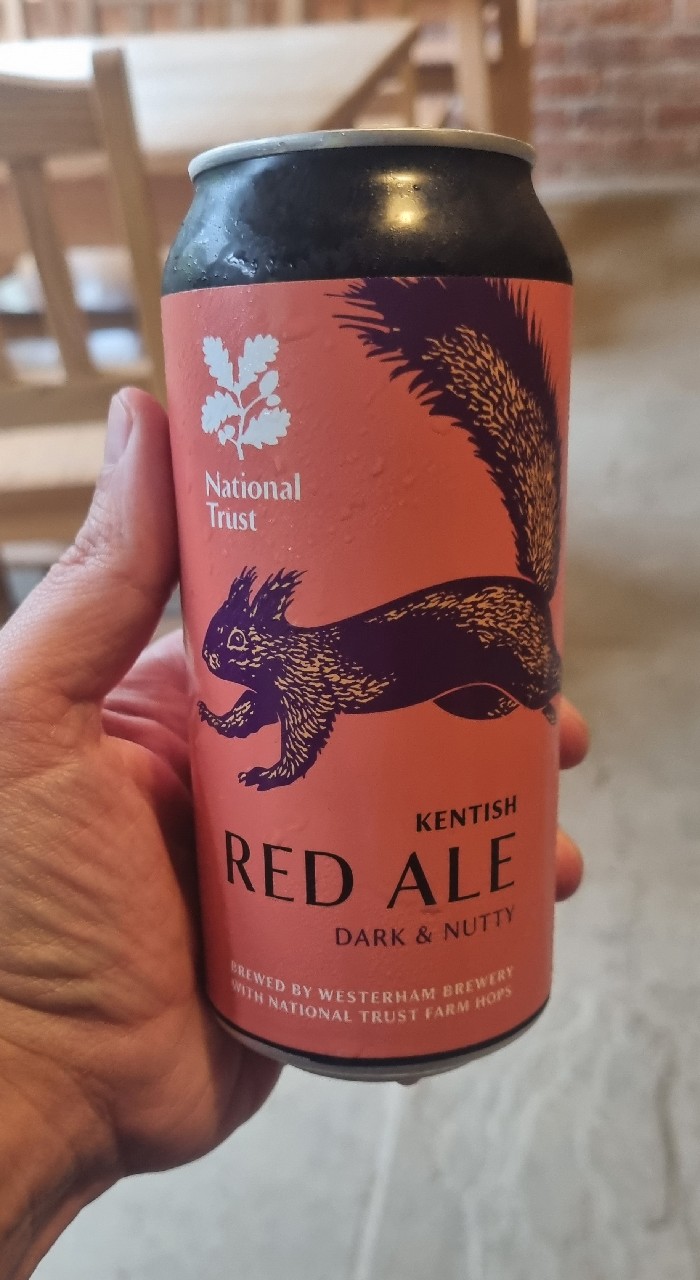 National
Trust
KENTISH
RED ALE
DARK & NUTTY
BREWED BY WESTERHAM BREWERY
WITH NATIONAL TRUST FARM HOPS